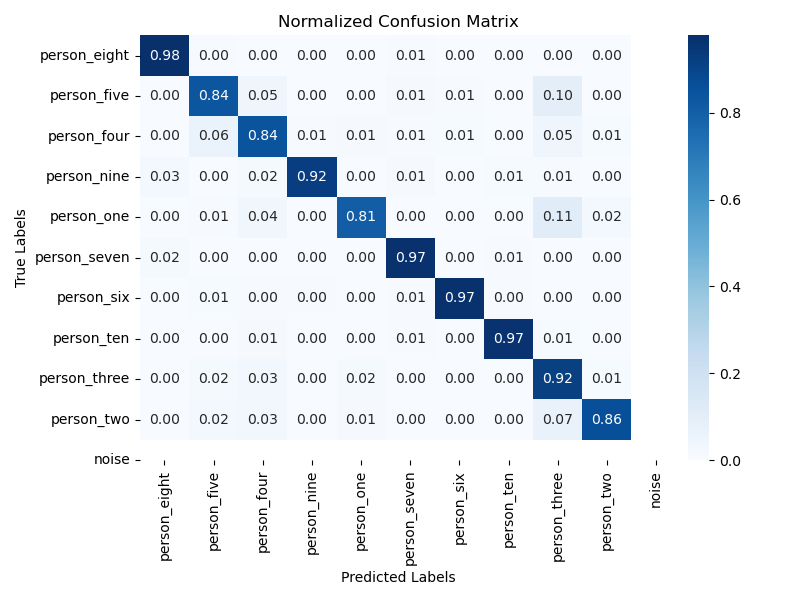 Normalized Confusion Matrix
person_eight 0.98 0.00 0.00 0.00 0.00 0.01 0.00 0.00 0.00 0.00
person_five 0.00 0.84 0.05 0.00 0.00 0.01 0.01 0.00 0.10 0.00
person_four 0.00 0.06 0.84 0.01 0.01 0.01 0.01 0.00 0.05 0.01
person_nine 0.03 0.00 0.02 0.92 0.00 0.01 0.00 0.01 0.01 0.00
person_one 0.00 0.01 0.04 0.00 0.81 0.00 0.00 0.00 0.11 0.02
person_seven 0.02 0.00 0.00 0.00 0.00 0.97 0.00 0.01 0.00 0.00
person_six 0.00 0.01 0.00 0.00 0.00 0.01 0.97 0.00 0.00 0.00
person_ten 0.00 0.00 0.01 0.00 0.00 0.01 0.00 0.97 0.01 0.00
person_three 0.00 0.02 0.03 0.00 0.02 0.00 0.00 0.00 0.92 0.01
person_two 0.00 0.02 0.03 0.00 0.01 0.00 0.00 0.00 0.07 0.86
noise
True Labels
person_eight
person_five
person_four
person_nine
person_one
person_seven
person_six
person_ten
person_three
person_two
noise
Predicted Labels
0.8
0.6
0.4
0.2
0.0